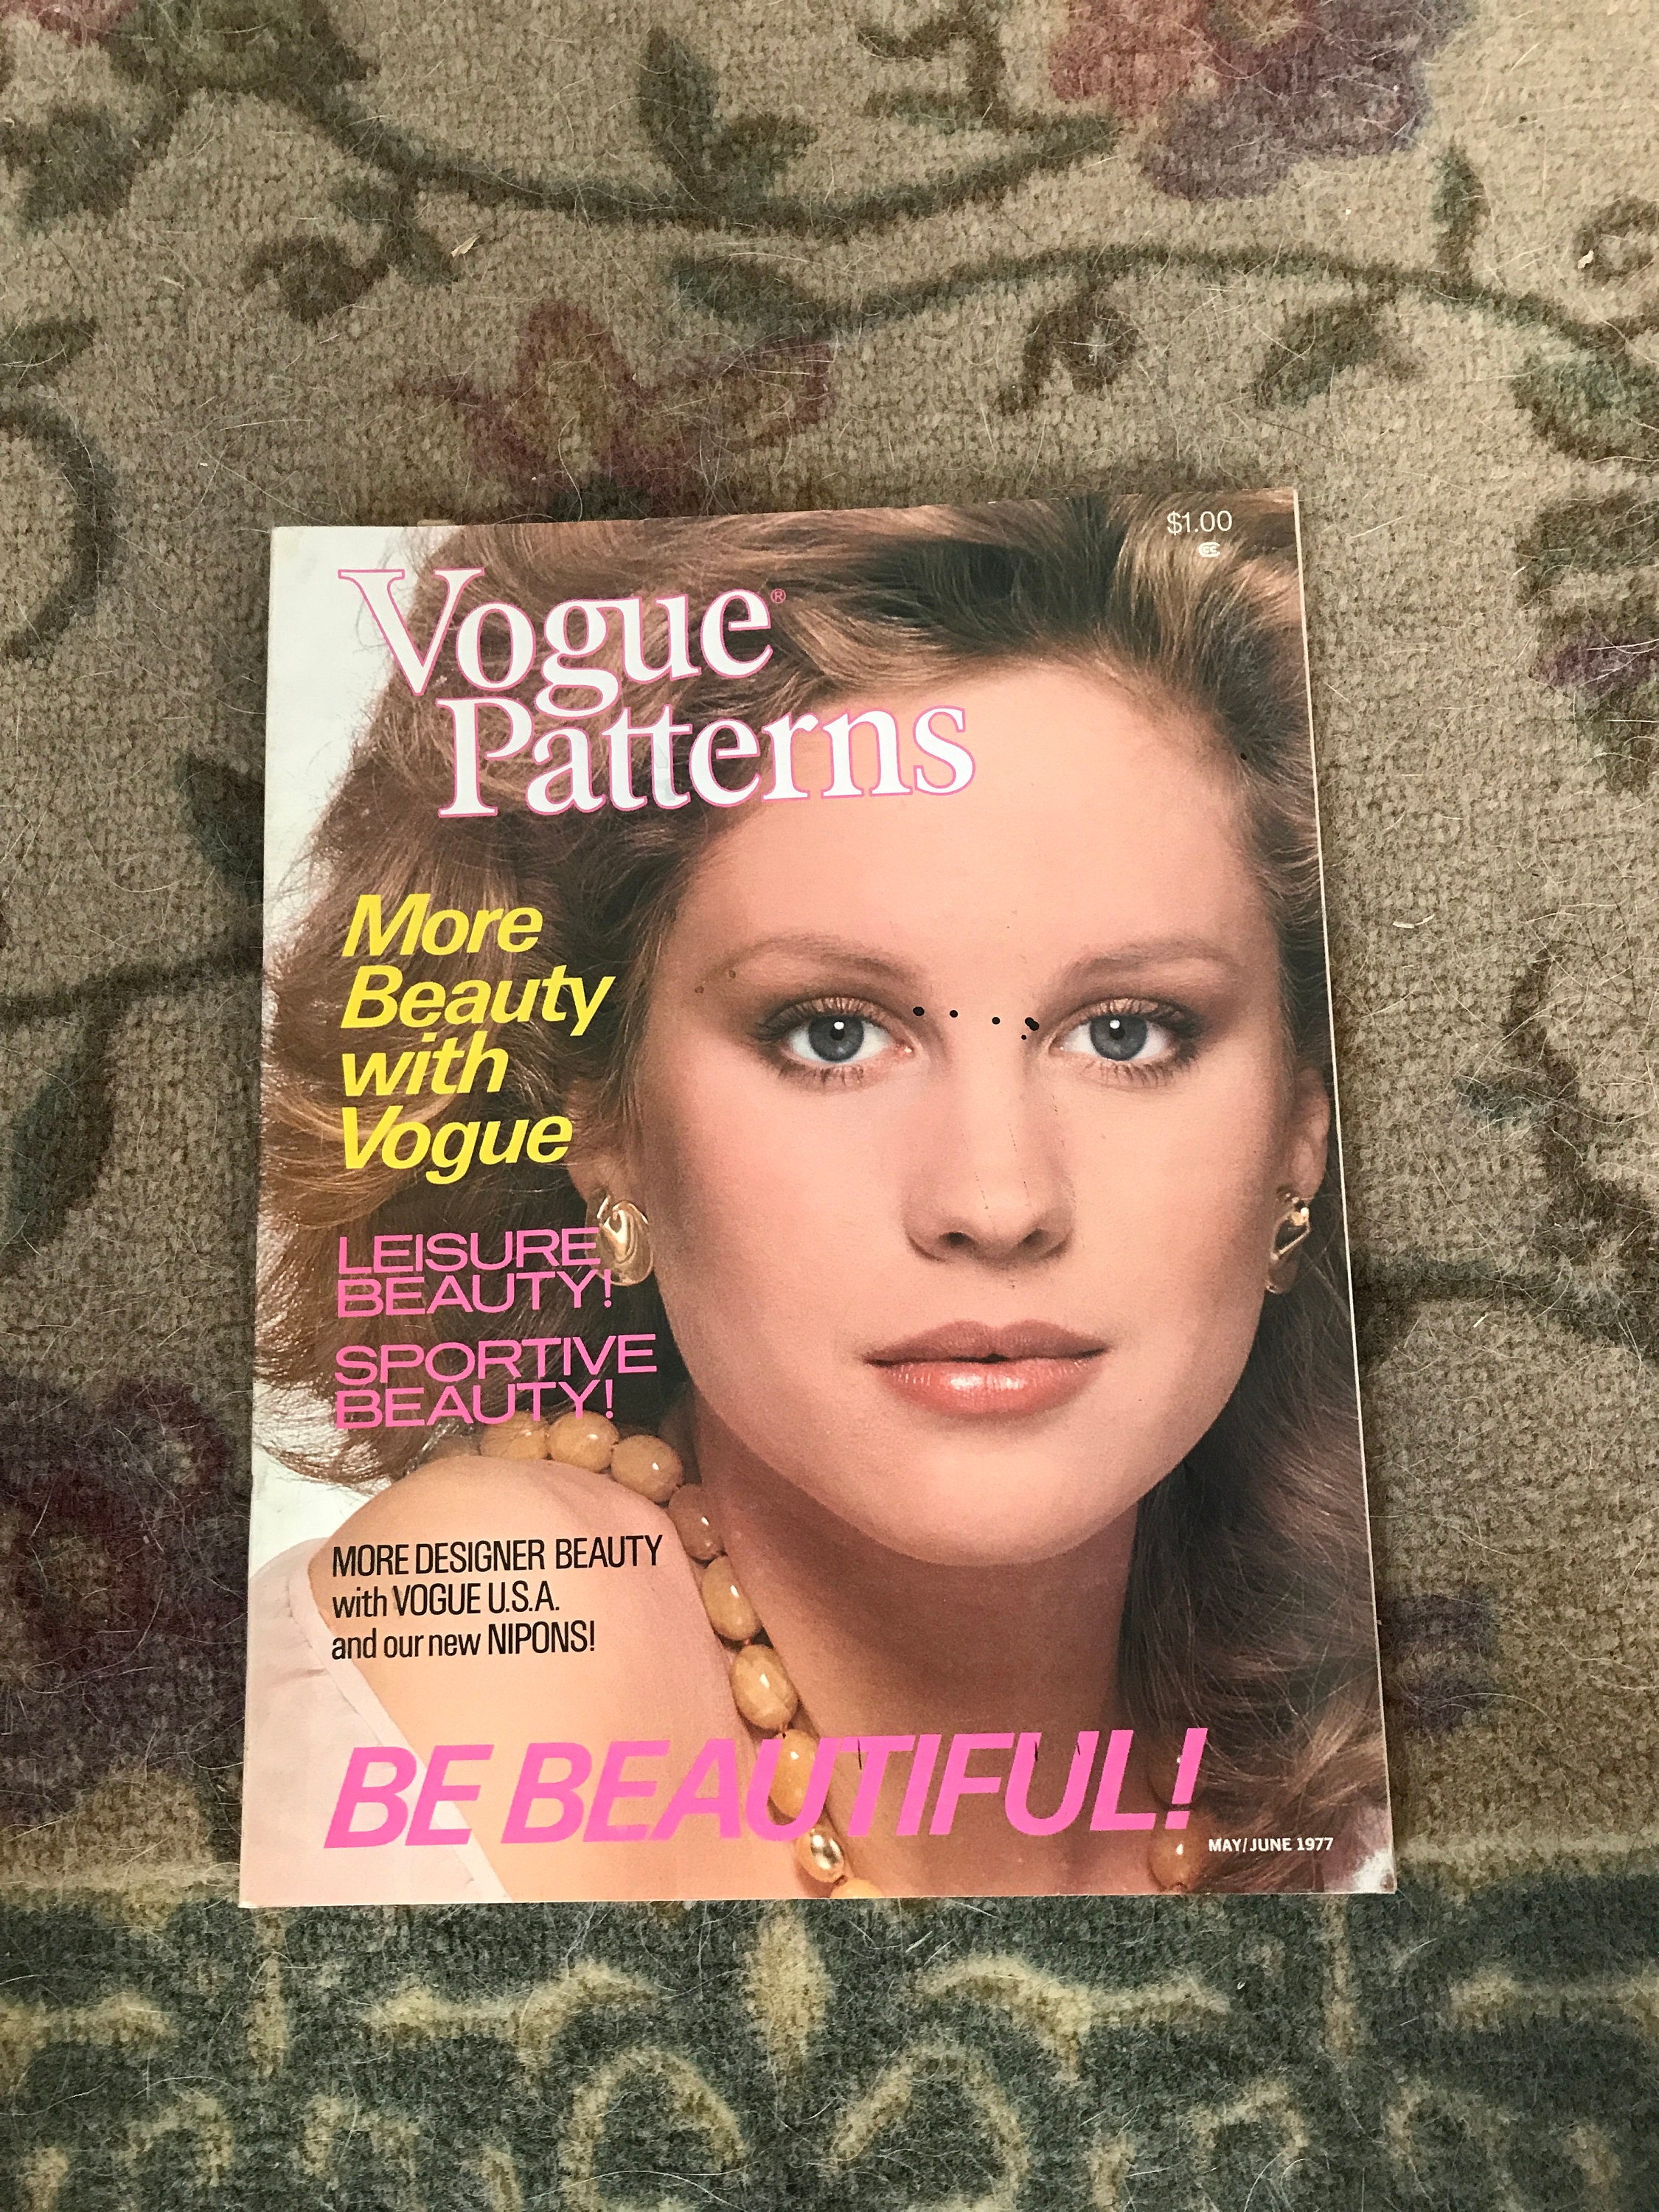 $1.00
Vogue®
Patterns
More
Beauty
with
Vogue
LEISURE
BEAUTY!
SPORTIVE
BEAUTY!
MORE DESIGNER BEAUTY
with VOGUE U.S.A.
and our new NIPONS!
BE BEAUTIFUL!
MAY/JUNE 1977